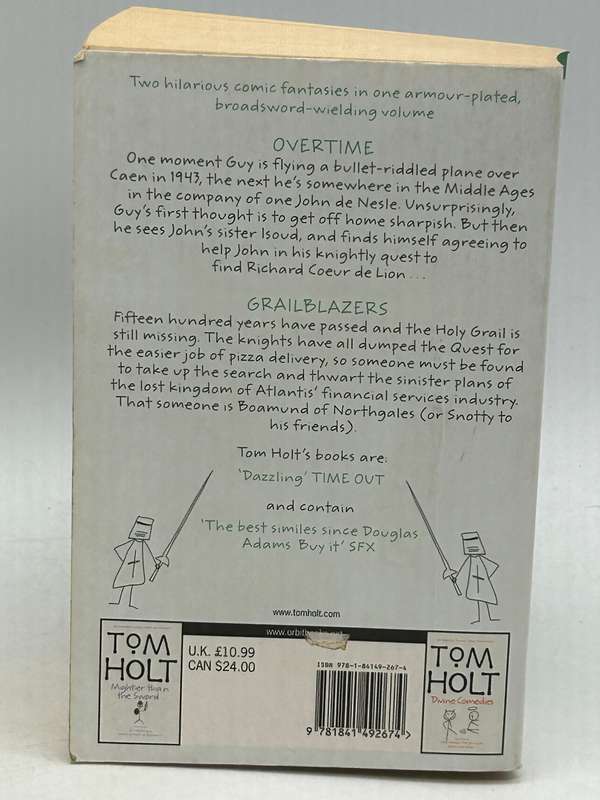 Two hilarious comic fantasies in one armour-plated,
broadsword-wielding volume
OVERTIME
One moment Guy is flying a bullet-riddled plane over
Caen in 1943, the next he's somewhere in the Middle Ages
in the company of one John de Nesle. Unsurprisingly,
Guy's first thought is to get off home sharpish. But then
he sees John's sister Isoud, and finds himself agreeing to
help John in his knightly quest to
find Richard Coeur de Lion ...
GRAILBLAZERS
Fifteen hundred years have passed and the Holy Grail is
still missing. The knights have all dumped the Quest for
the easier job of pizza delivery, so someone must be found
to take up the search and thwart the sinister plans of
the lost kingdom of Atlantis' financial services industry.
That someone is Boamund of Northgales (or Snotty to
his friends).
Tom Holt's books are:
'Dazzling' TIME OUT
and contain
'The best similes since Douglas
Adams Buy it' SFX
www.tomholt.com
TOM
HOLT
Mightier than
the Sword
U.K. £10.99
CAN $24.00
ISBN 978-1-84149-267-4
9 781841 492674 >
TOM
HOLT
Divine Comedies